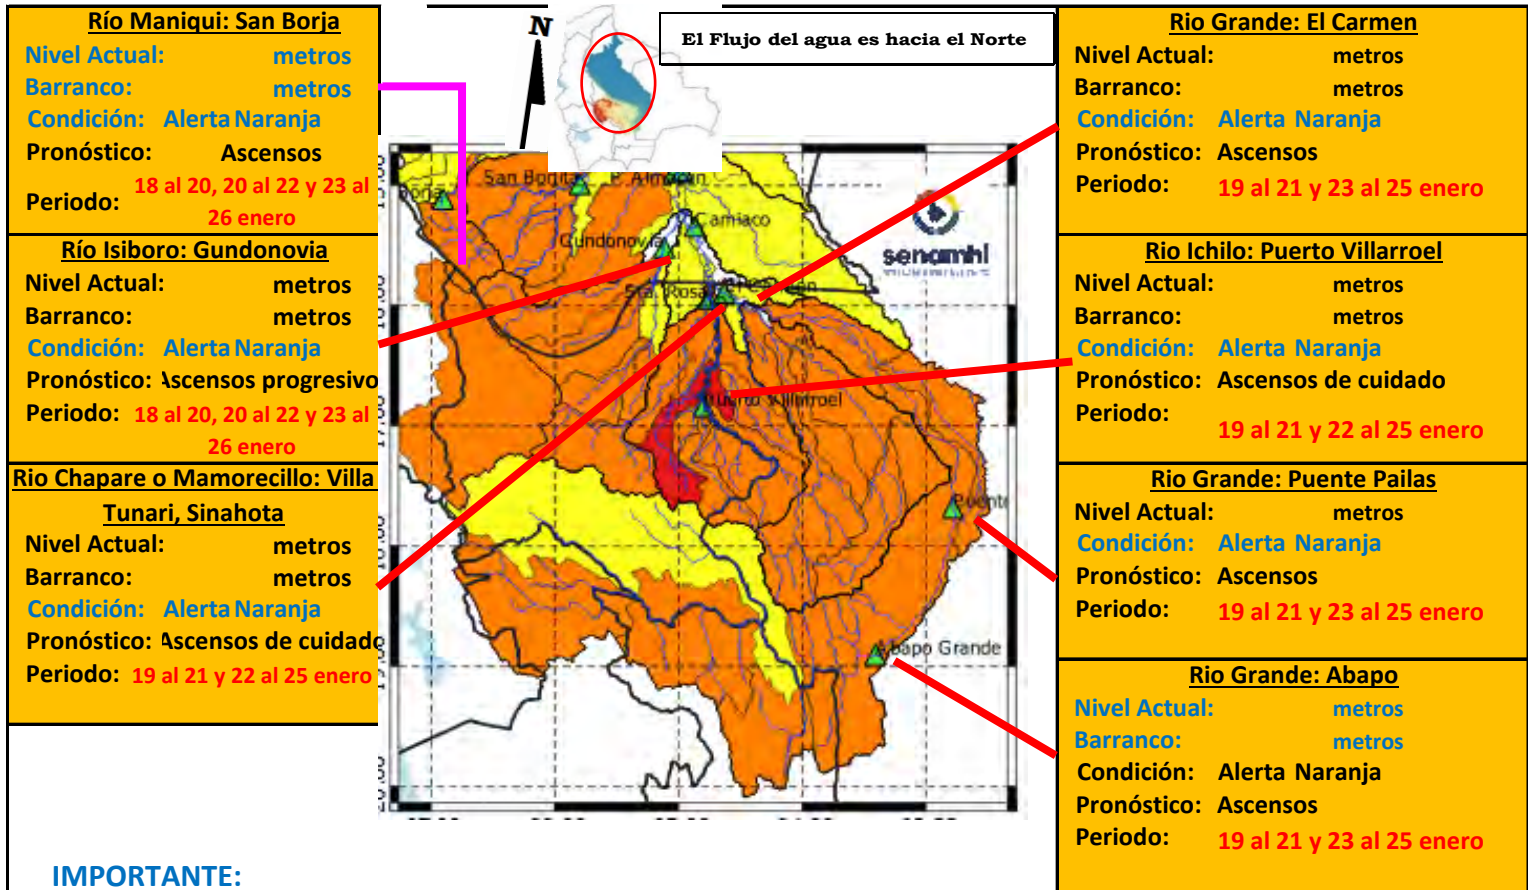 Río Maniqui: San Borja
Nivel Actual: metros
Barranco: metros
Condición: Alerta Naranja
Pronóstico: Ascensos
Periodo: 18 al 20, 20 al 22 y 23 al
26 enero
Río Isiboro: Gundonovia
Nivel Actual: metros
Barranco: metros
Condición: Alerta Naranja
Pronóstico: Ascensos progresivo
Periodo: 18 al 20, 20 al 22 y 23 al
26 enero
Rio Chapare o Mamorecillo: Villa
Tunari, Sinahota
Nivel Actual: metros
Barranco: metros
Condición: Alerta Naranja
Pronóstico: Ascensos de cuidado
Periodo: 19 al 21 y 22 al 25 enero
IMPORTANTE:
N
El Flujo del agua es hacia el Norte
San Borjita
Camiaco
Gundonovia
senamhi
Sta. Rosa
Puerto Villarroel
Puente
Abapo Grande
Rio Grande: El Carmen
Nivel Actual: metros
Barranco: metros
Condición: Alerta Naranja
Pronóstico: Ascensos
Periodo: 19 al 21 y 23 al 25 enero
Rio Ichilo: Puerto Villarroel
Nivel Actual: metros
Barranco: metros
Condición: Alerta Naranja
Pronóstico: Ascensos de cuidado
Periodo:
19 al 21 y 22 al 25 enero
Rio Grande: Puente Pailas
Nivel Actual: metros
Condición: Alerta Naranja
Pronóstico: Ascensos
Periodo: 19 al 21 y 23 al 25 enero
Rio Grande: Abapo
Nivel Actual: metros
Barranco: metros
Condición: Alerta Naranja
Pronóstico: Ascensos
Periodo: 19 al 21 y 23 al 25 enero